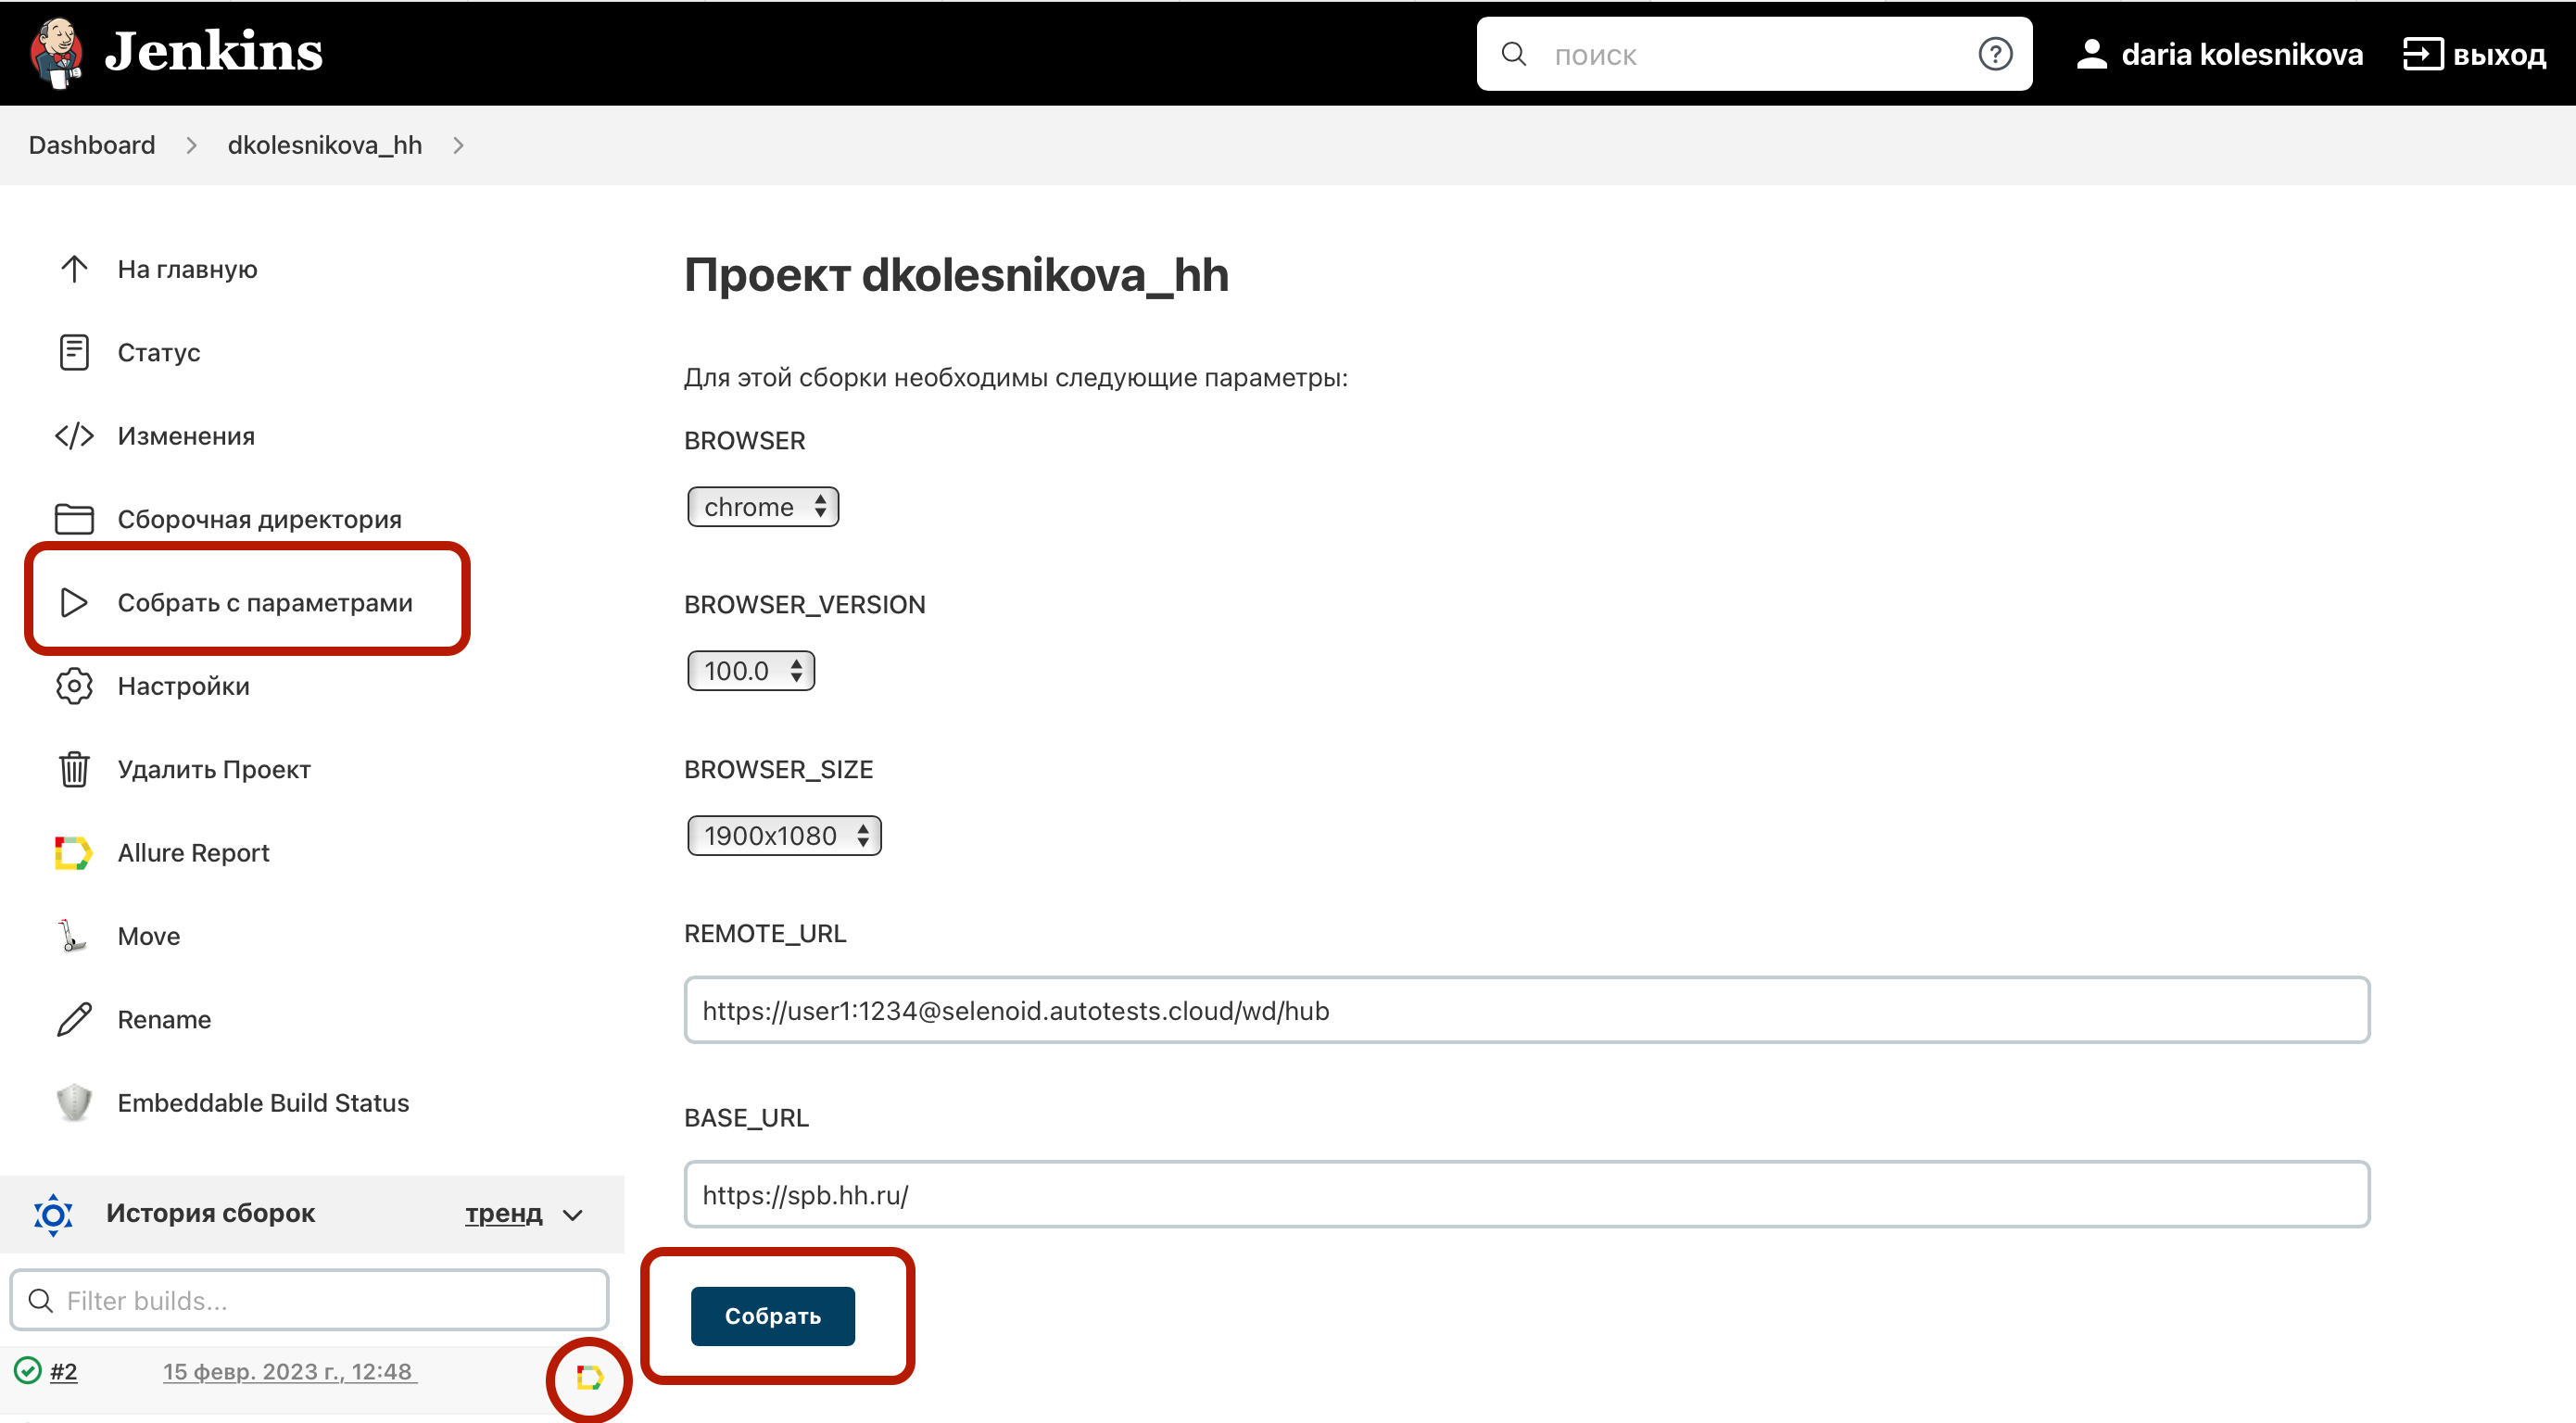 Jenkins
поиск
daria kolesnikova
выход
Dashboard
dkolesnikova_hh
На главную
Статус
Изменения
Сборочная директория
Собрать с параметрами
Настройки
Удалить Проект
Allure Report
Move
Rename
Embeddable Build Status
История сборок
тренд
Filter builds...
#2
15 февр. 2023 г., 12:48
Проект dkolesnikova_hh
Для этой сборки необходимы следующие параметры:
BROWSER
chrome
BROWSER_VERSION
100.0
BROWSER_SIZE
1900x1080
REMOTE_URL
https://user1:1234@selenoid.autotests.cloud/wd/hub
BASE_URL
https://spb.hh.ru/
Собрать